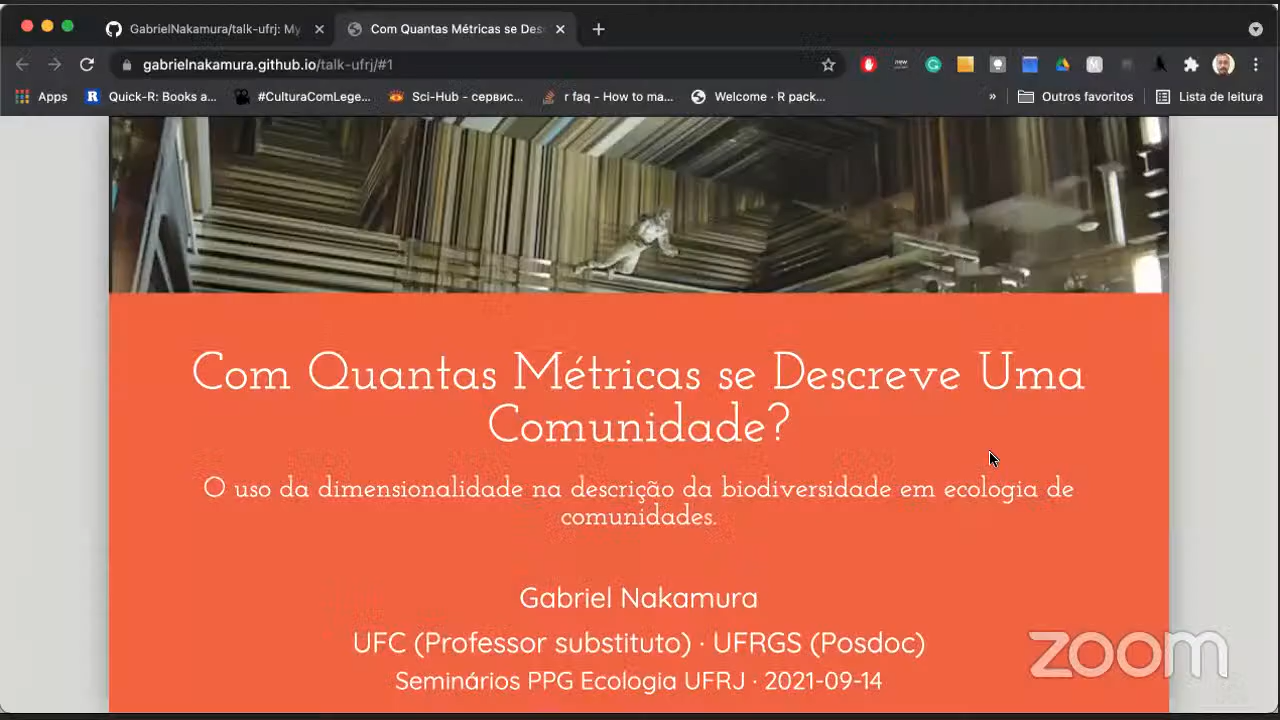 GabrielNakamura/talk-ufrj: My
Com Quantas Métricas se Des
gabrielnakamura.github.io/talk-ufrj/#1
Apps
Quick-R: Books a...
#CulturaComLege...
Sci-Hub - сервис...
r faq - How to ma...
Welcome · R pack...
»
Outros favoritos
Lista de leitura
Com Quantas Métricas se Descreve Uma
Comunidade?
O uso da dimensionalidade na descrição da biodiversidade em ecologia de
comunidades.
Gabriel Nakamura
UFC (Professor substituto) · UFRGS (Posdoc)
Seminários PPG Ecologia UFRJ · 2021-09-14
zoom